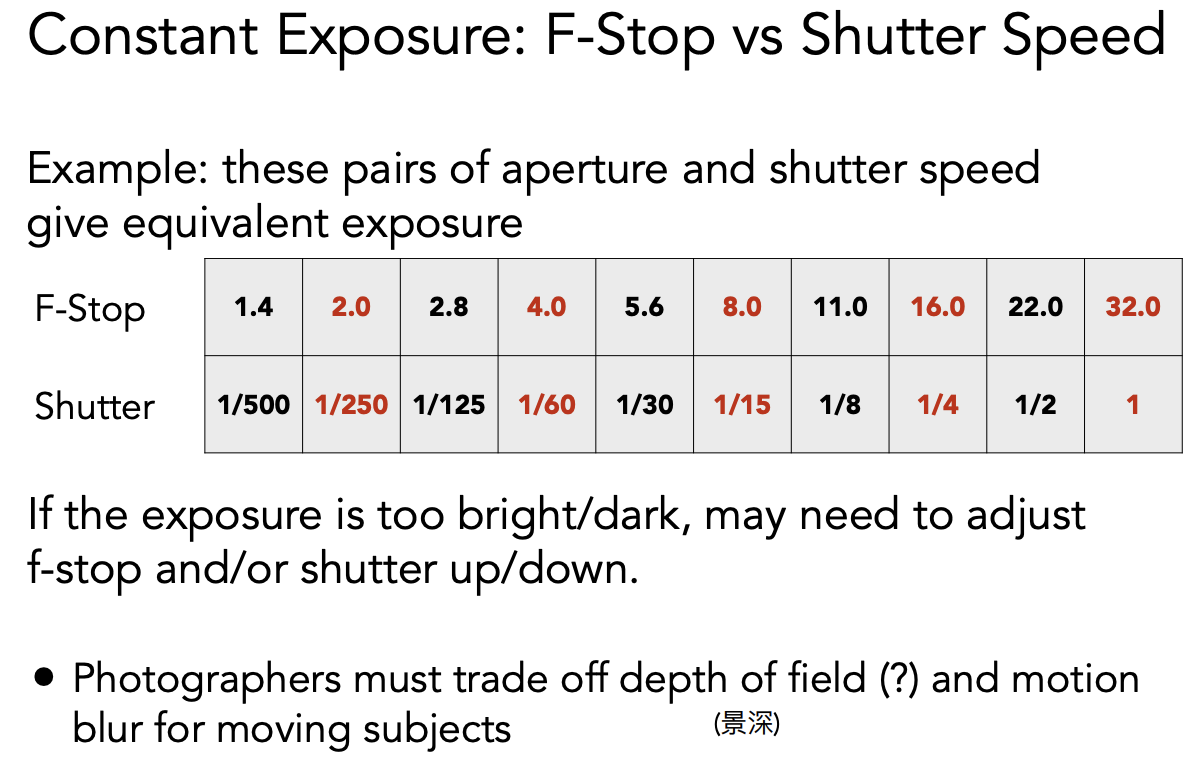 Constant Exposure: F-Stop vs Shutter Speed
Example: these pairs of aperture and shutter speed
give equivalent exposure
F-Stop 1.4 2.0 2.8 4.0 5.6 8.0 11.0 16.0 22.0 32.0
Shutter 1/500 1/250 1/125 1/60 1/30 1/15 1/8 1/4 1/2 1
If the exposure is too bright/dark, may need to adjust
f-stop and/or shutter up/down.
• Photographers must trade off depth of field (?) and motion
blur for moving subjects (景深)